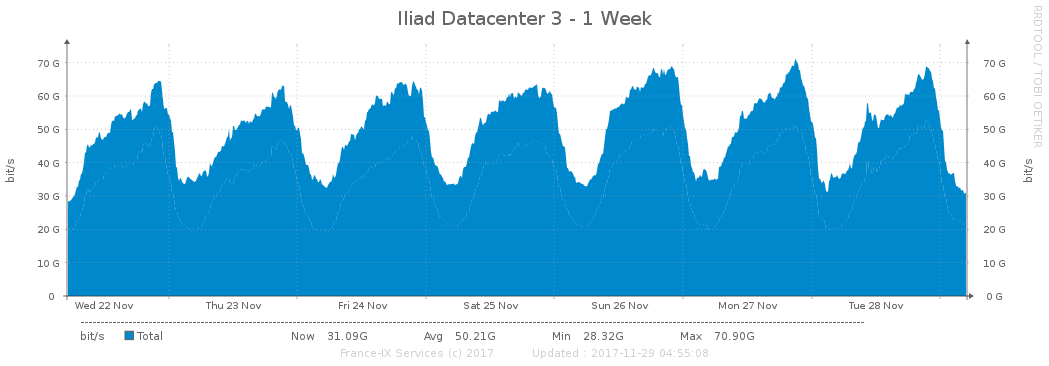 Iliad Datacenter 3 - 1 Week
RRDTOOL / TOBI OETIKER
bit/s
70 G 70 G
60 G 60 G
50 G 50 G
40 G 40 G
30 G 30 G
20 G 20 G
10 G 10 G
0 0 G
bit/s
Wed 22 Nov Thu 23 Nov Fri 24 Nov Sat 25 Nov Sun 26 Nov Mon 27 Nov Tue 28 Nov
bit/s Total Now 31.09G Avg 50.21G Min 28.32G Max 70.90G
France-IX Services (c) 2017 Updated : 2017-11-29 04:55:08